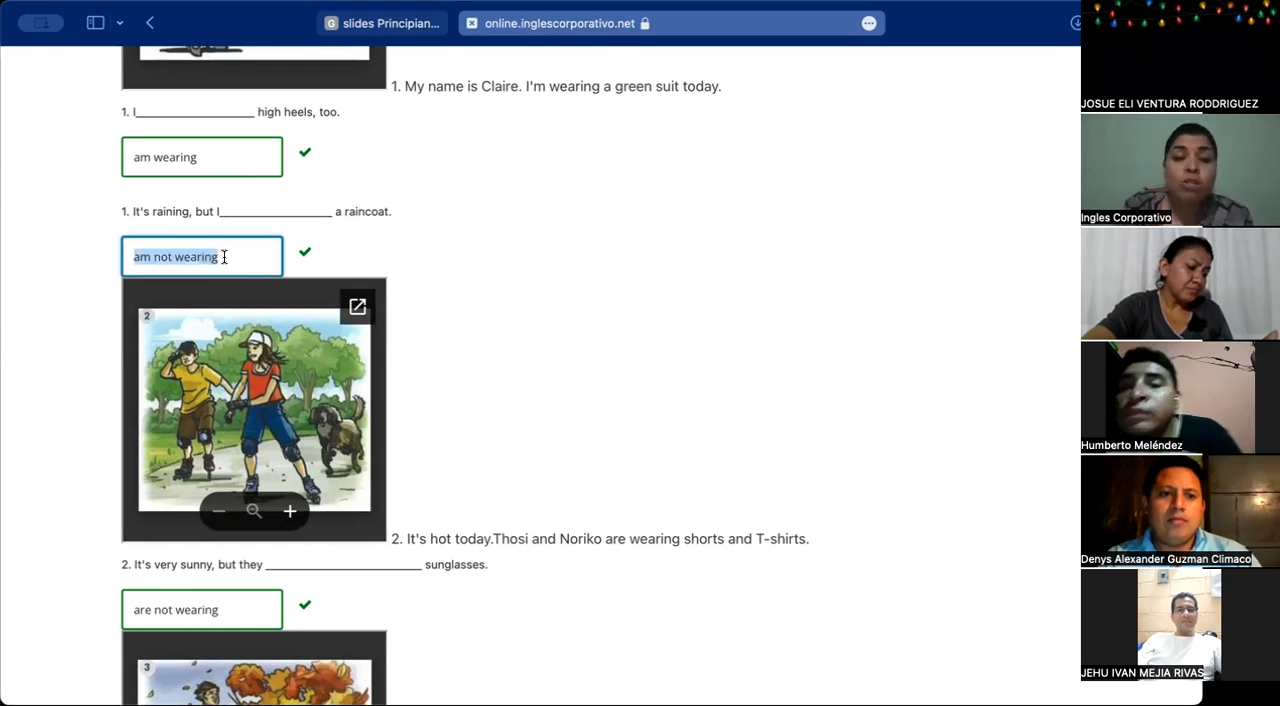 slides Principian...
online.inglescorporativo.net
1. My name is Claire. I'm wearing a green suit today.
1. I___________________ high heels, too.
am wearing
1. It's raining, but I__________________ a raincoat.
am not wearing
2
2. It's hot today.Thosi and Noriko are wearing shorts and T-shirts.
2. It's very sunny, but they _________________________ sunglasses.
are not wearing
3
JOSUE ELI VENTURA RODDRIGUEZ
Ingles Corporativo
Humberto Meléndez
Denys Alexander Guzman Climaco
JEHU IVAN MEJIA RIVAS